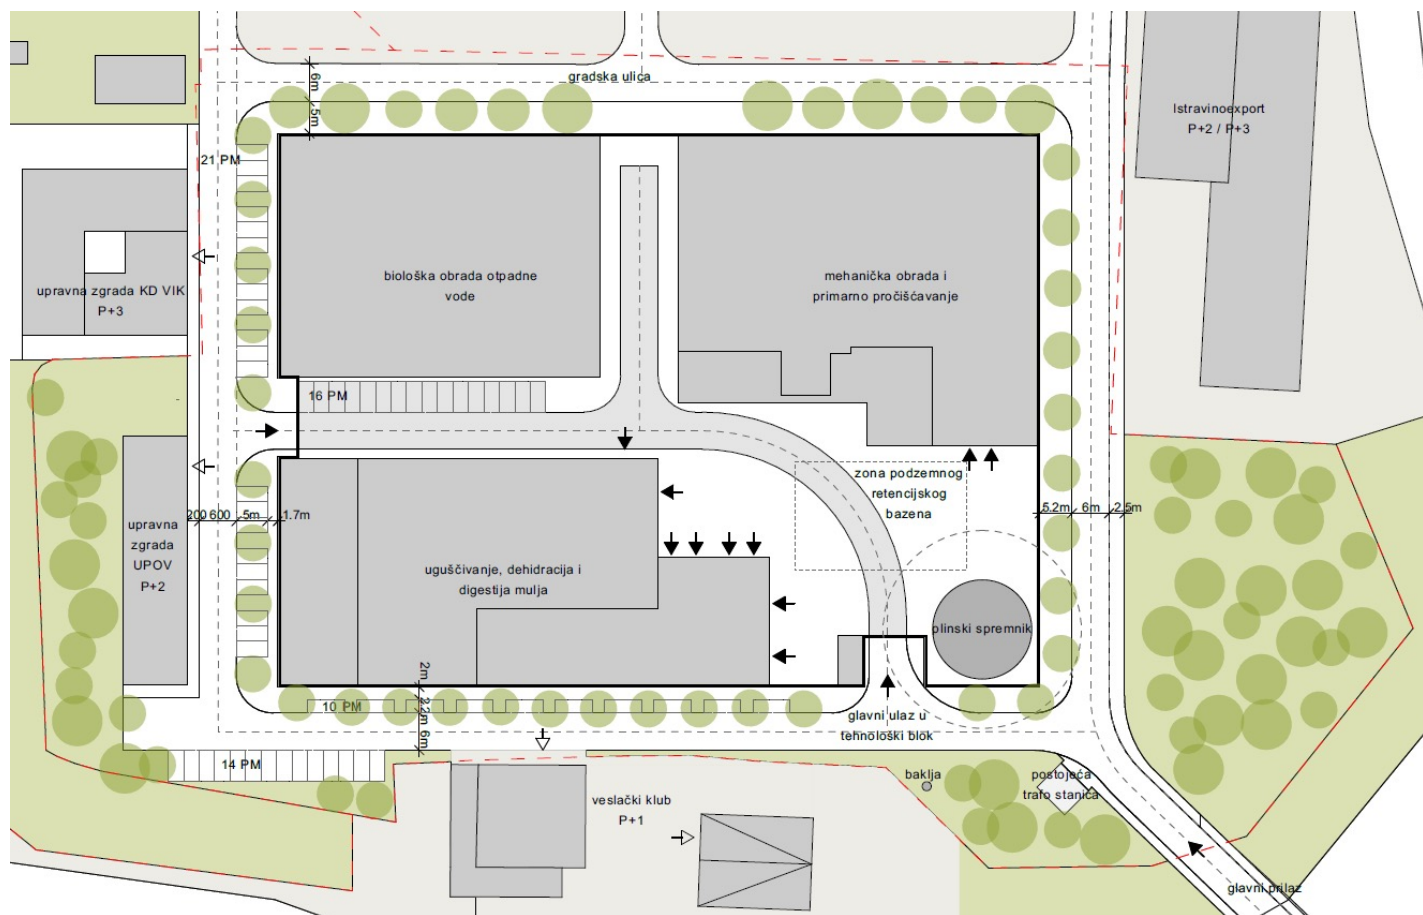 gradska ulica
6m
5m
Istravinoexport
P+2 / P+3
21 PM
biološka obrada otpadne
vode
mehanička obrada i
primarno pročišćavanje
upravna zgrada KD VIK
P+3
16 PM
zona podzemnog
retencijskog
bazena
200 600 5m 1.7m
5.2m 6m 2.5m
upravna
zgrada
UPOV
P+2
uguščivanje, dehidracija i
digestija mulja
plinski spremnik
2m
2.2m
6m
10 PM
glavni ulaz u
tehnološki blok
14 PM
baklja
postojeća
trafo stanica
veslački klub
P+1
glavni prilaz